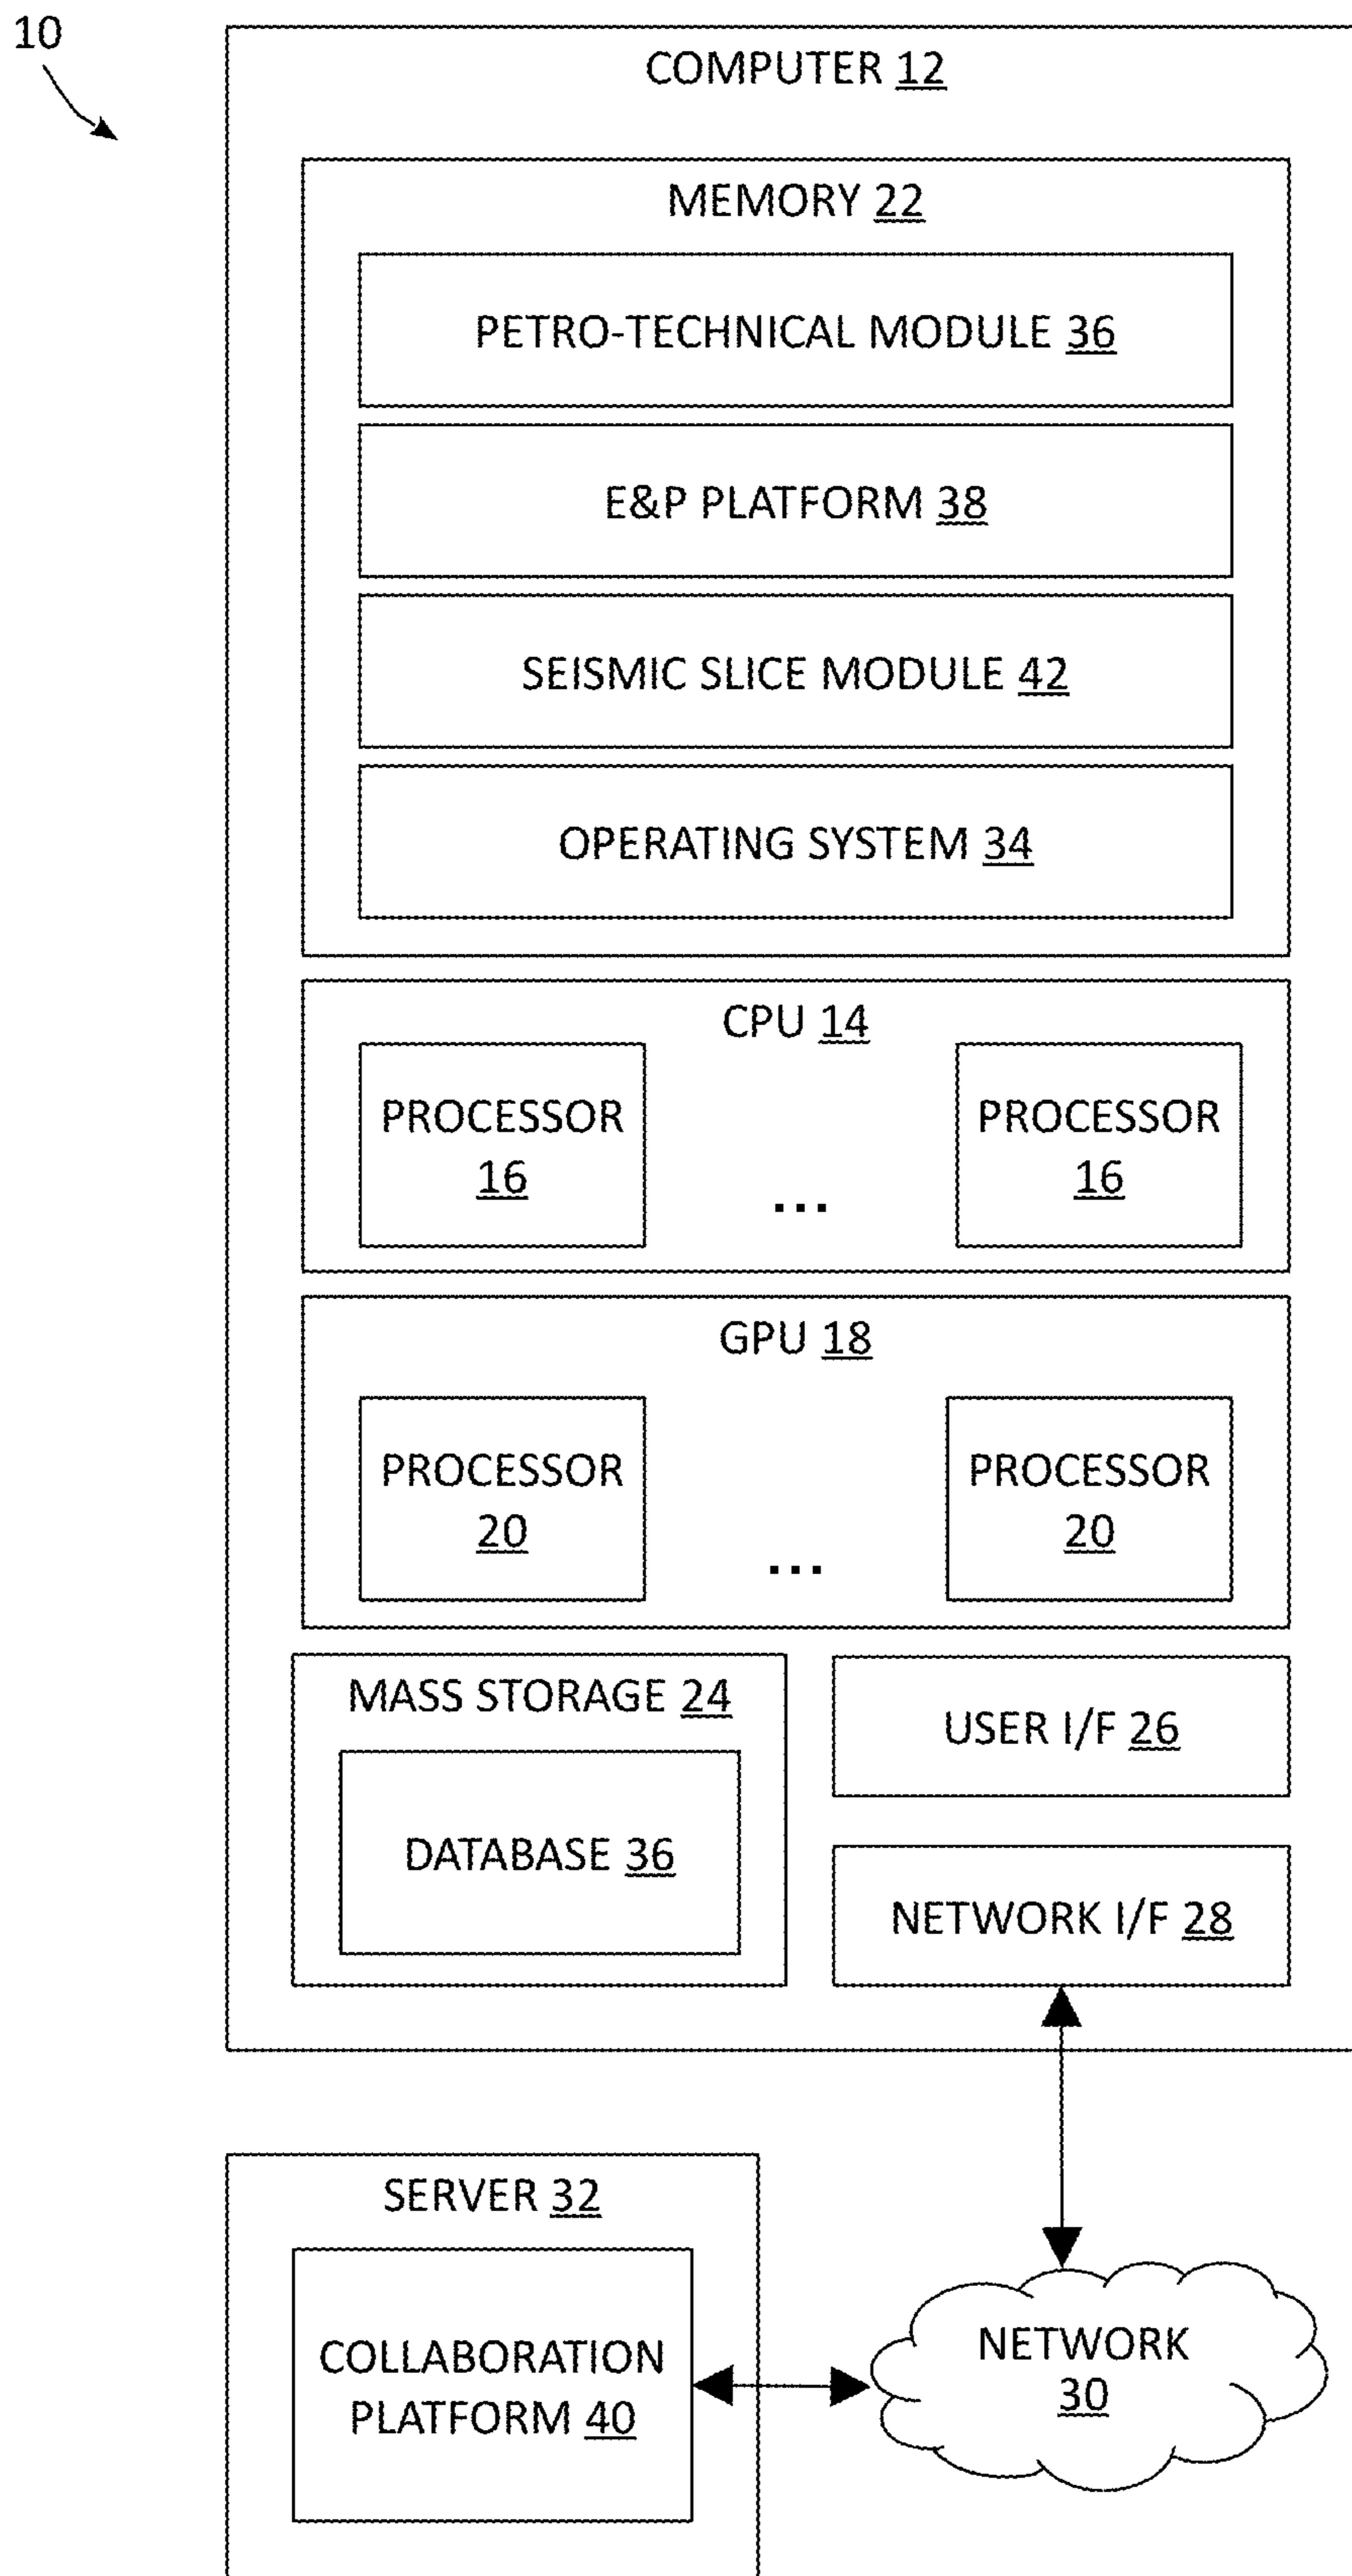 10
COMPUTER 12
MEMORY 22
PETRO-TECHNICAL MODULE 36
E&P PLATFORM 38
SEISMIC SLICE MODULE 42
OPERATING SYSTEM 34
CPU 14
PROCESSOR
16
...
PROCESSOR
16
GPU 18
PROCESSOR
20
...
PROCESSOR
20
MASS STORAGE 24
DATABASE 36
USER I/F 26
NETWORK I/F 28
SERVER 32
COLLABORATION
PLATFORM 40
NETWORK
30